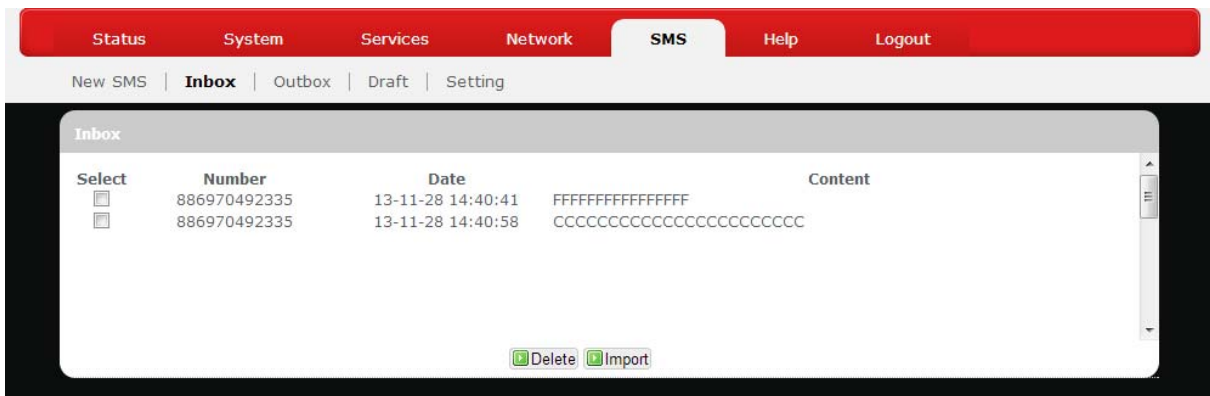 Status System Services Network SMS Help Logout
New SMS | Inbox | Outbox | Draft | Setting
Inbox
Select Number Date Content
886970492335 13-11-28 14:40:41 FFFFFFFFFFFFFFFF
886970492335 13-11-28 14:40:58 CCCCCCCCCCCCCCCCCCCCCCCC
Delete Import